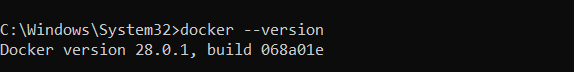 C:\Windows\System32>docker --version
Docker version 28.0.1, build 068a01e